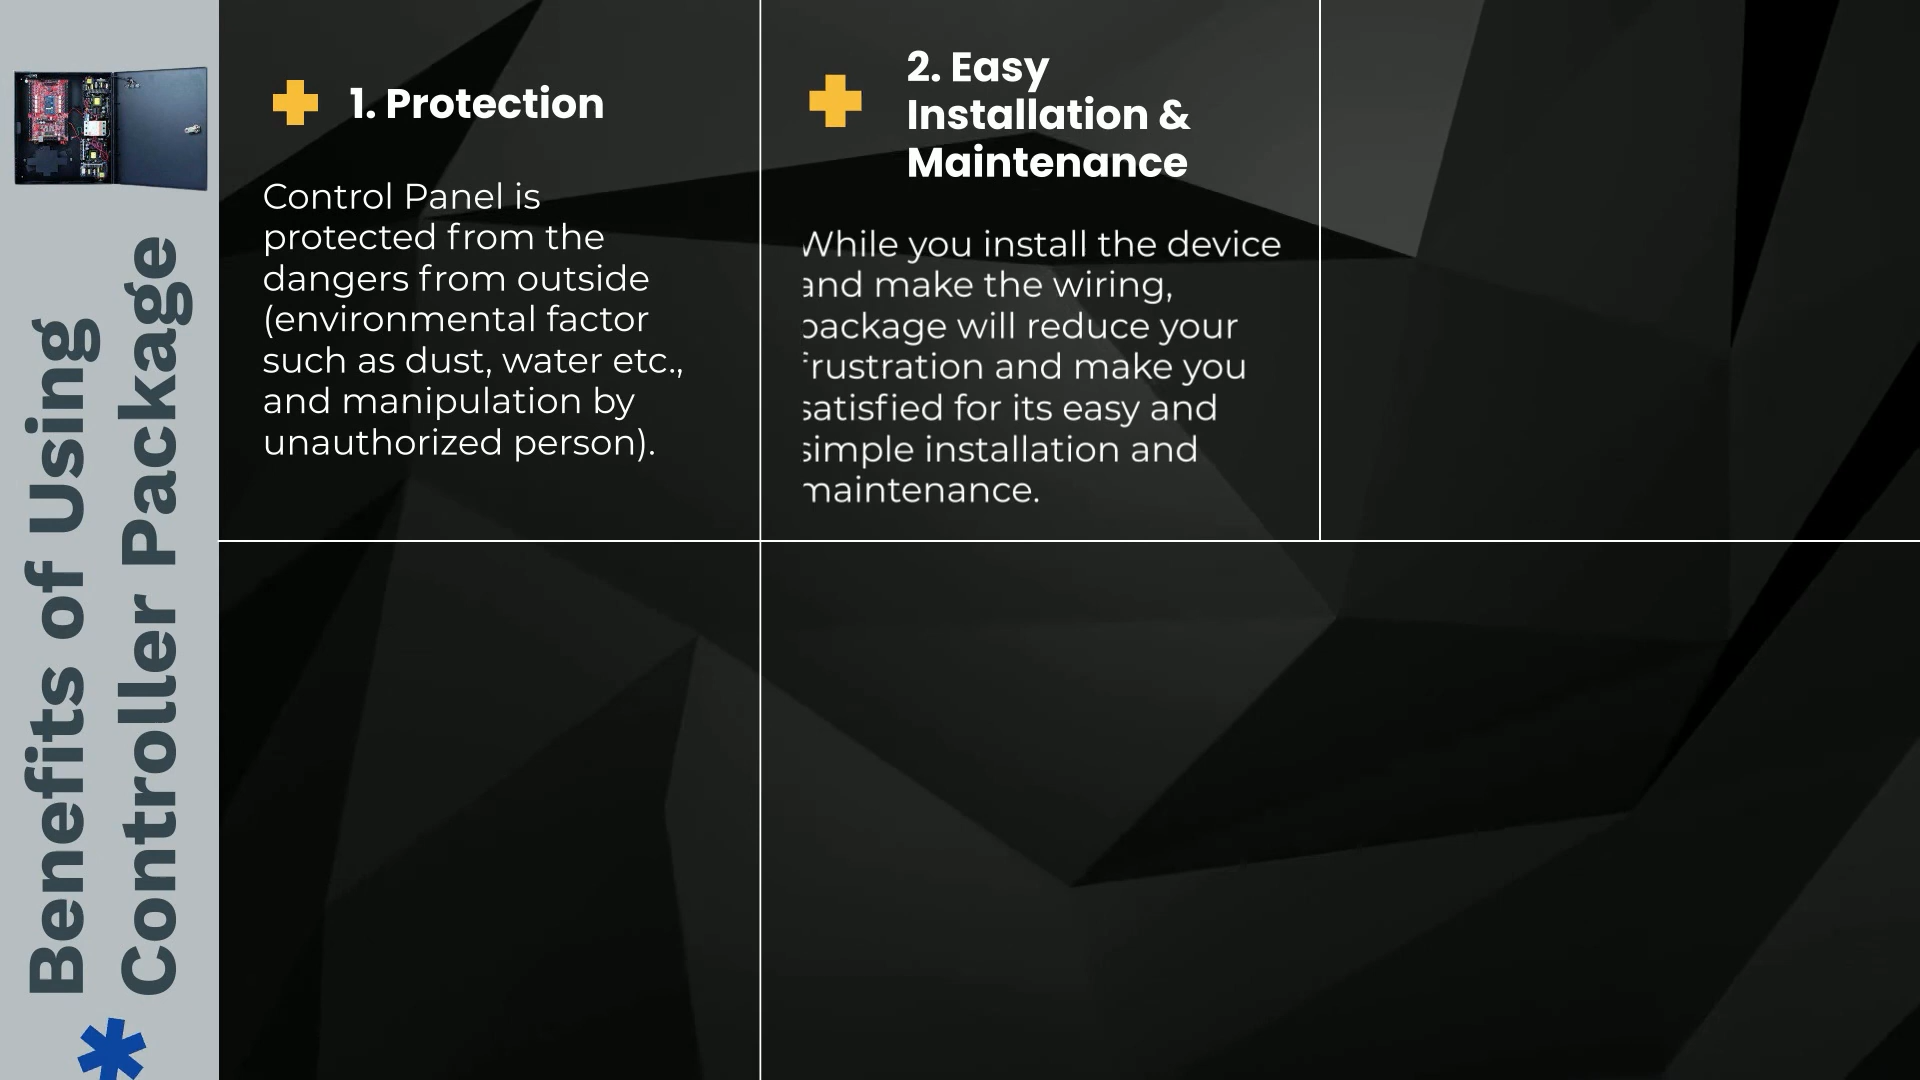 Benefits of Using
Controller Package
1. Protection
Control Panel is
protected from the
dangers from outside
(environmental factor
such as dust, water etc.,
and manipulation by
unauthorized person).
2. Easy
Installation &
Maintenance
While you install the device
and make the wiring,
package will reduce your
frustration and make you
satisfied for its easy and
simple installation and
maintenance.